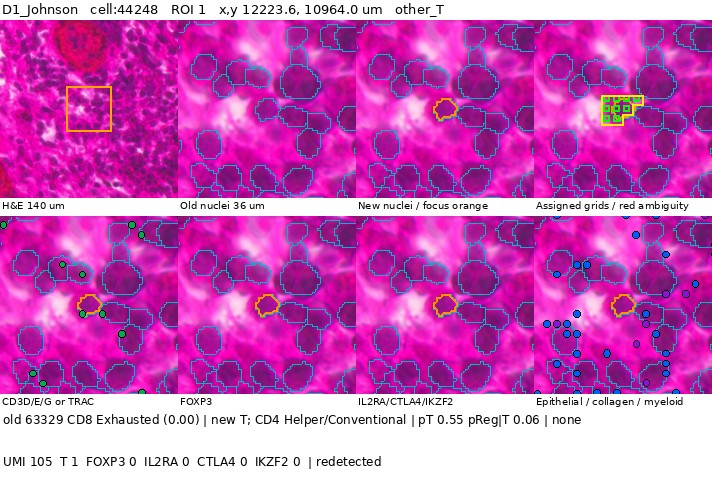 D1_Johnson cell:44248 ROI 1 x,y 12223.6, 10964.0 um other_T
H&E 140 um
Old nuclei 36 um
New nuclei / focus orange
Assigned grids / red ambiguity
CD3D/E/G or TRAC
FOXP3
IL2RA/CTLA4/IKZF2
Epithelial / collagen / myeloid
old 63329 CD8 Exhausted (0.00) | new T; CD4 Helper/Conventional | pT 0.55 pReg|T 0.06 | none
UMI 105 T 1 FOXP3 0 IL2RA 0 CTLA4 0 IKZF2 0 | redetected